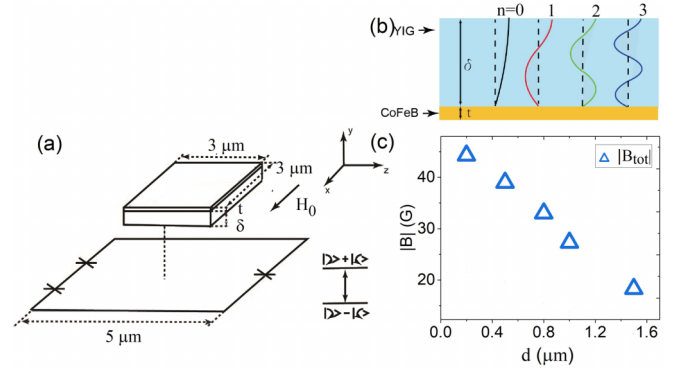 (a)
3 μm
3 μm
t
δ
H0
y
z
x
5 μm
|⟩+|⟩
|⟩-|⟩
(b)
n=0 1 2 3
YIG
δ
CoFeB
t
(c)
|Btot|
|B| (G)
40
30
20
0.0 0.4 0.8 1.2 1.6
d (μm)